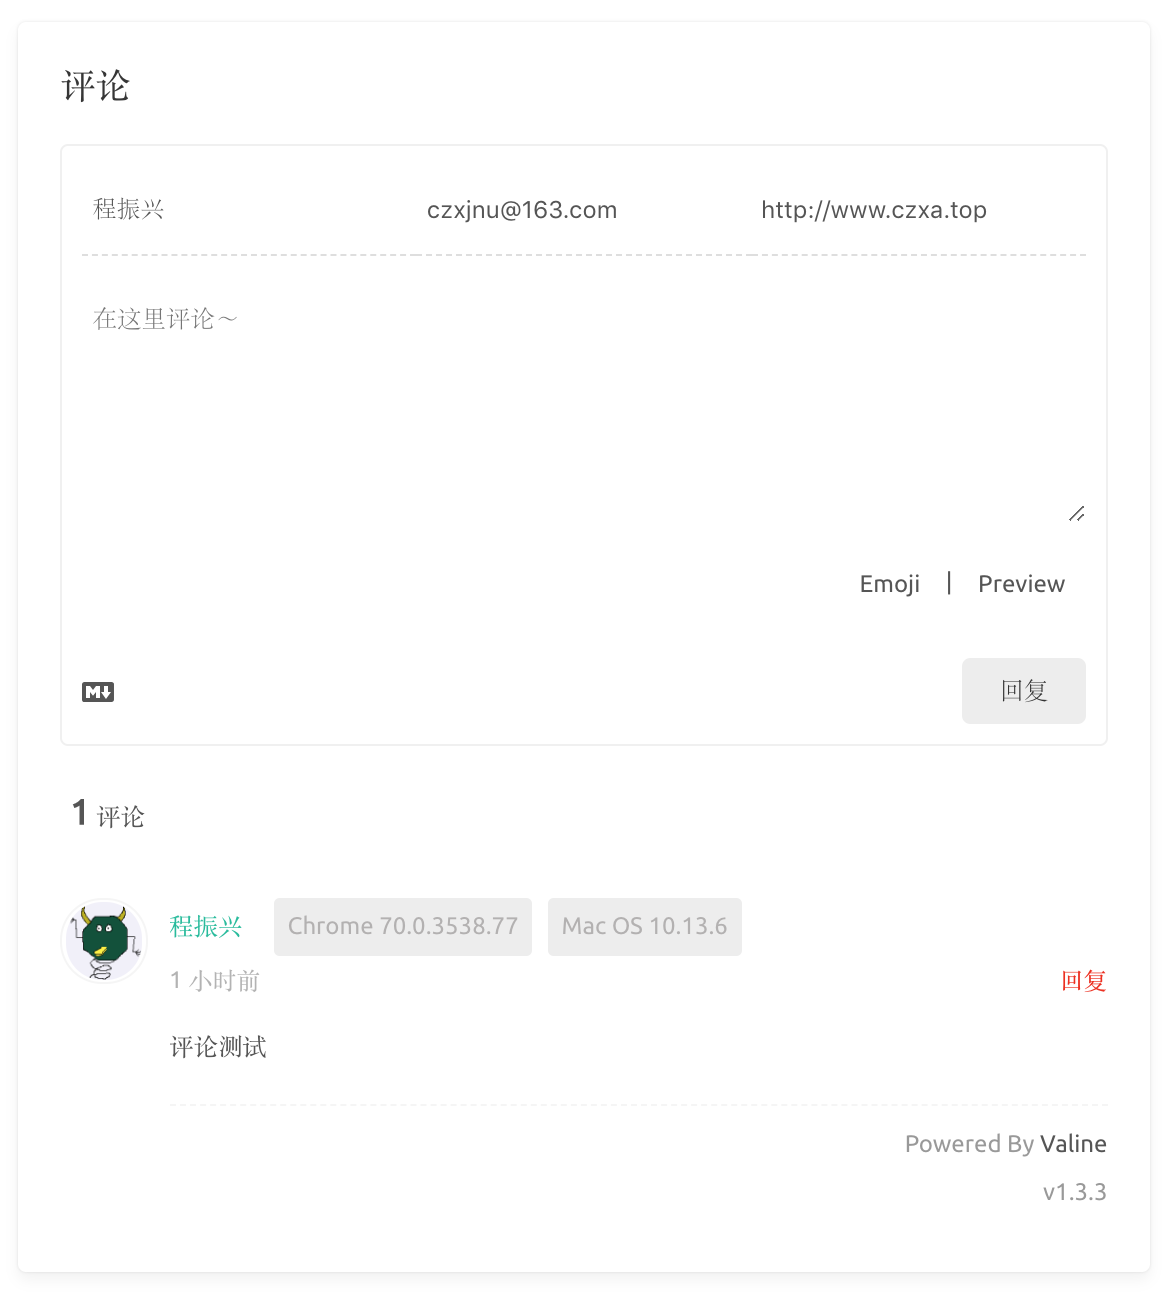 评论
程振兴 czxjnu@163.com http://www.czxa.top
在这里评论～
Emoji | Preview
M↓ 回复
1 评论
程振兴 Chrome 70.0.3538.77 Mac OS 10.13.6
1 小时前 回复
评论测试
Powered By Valine
v1.3.3